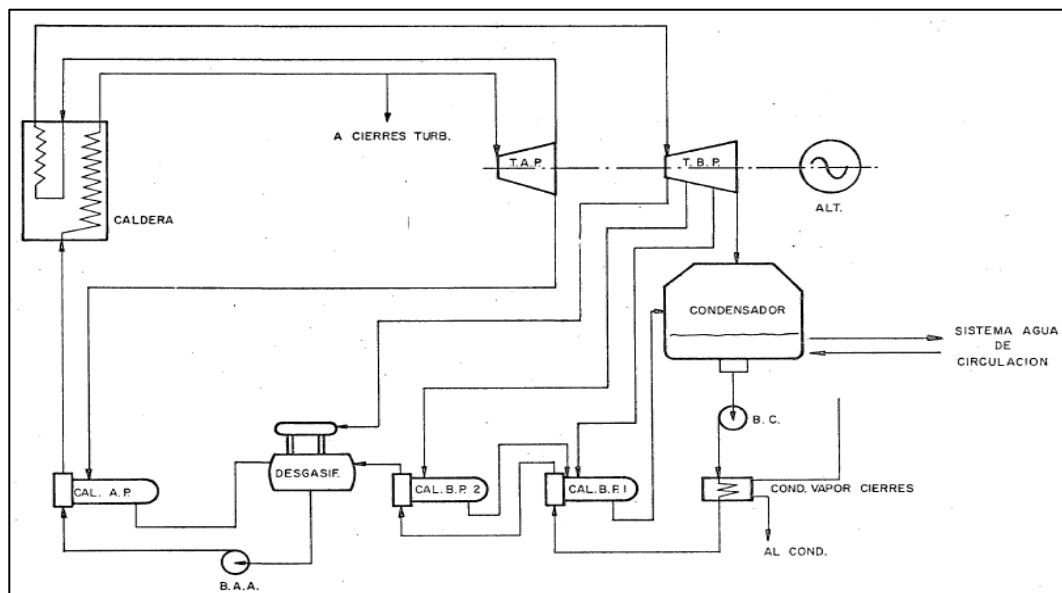 A CIERRES TURB.
T.A.P.
T. B. P.
ALT.
CALDERA
CONDENSADOR
SISTEMA AGUA
DE
CIRCULACION
B. C.
DESGASIF.
CAL. A.P.
CAL. B.P. 2
CAL. B.P. 1
COND. VAPOR CIERRES
AL COND.
B.A.A.